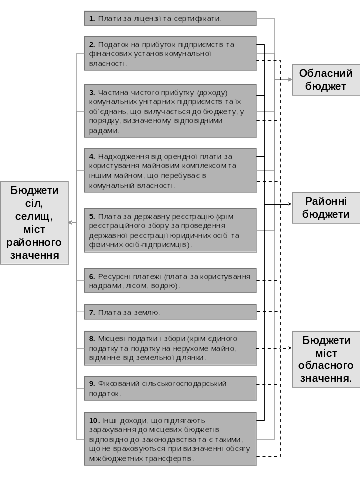 1. Плати за ліцензії та сертифікати.
2. Податок на прибуток підприємств та
фінансових установ комунальної
власності.
Обласний
бюджет
3. Частина чистого прибутку (доходу)
комунальних унітарних підприємств та їх
об'єднань, що вилучається до бюджету, у
порядку, визначеному відповідними
радами.
4. Надходження від орендної плати за
користування майновим комплексом та
іншим майном, що перебуває в
комунальній власності.
Бюджети
сіл,
селищ,
міст
районного
значення
Районні
бюджети
5. Плата за державну реєстрацію (крім
реєстраційного збору за проведення
державної реєстрації юридичних осіб та
фізичних осіб-підприємців).
6. Ресурсні платежі (плата за користування
надрами, лісом, водою).
7. Плата за землю.
8. Місцеві податки і збори (крім єдиного
податку та податку на нерухоме майно,
відмінне від земельної ділянки.
Бюджети
міст
обласного
значення.
9. Фіксований сільськогосподарський
податок.
10. Інші доходи, що підлягають
зарахування до місцевих бюджетів
відповідно до законодавства та є такими,
що не враховуються при визначенні обсягу
міжбюджетних трансфертів.